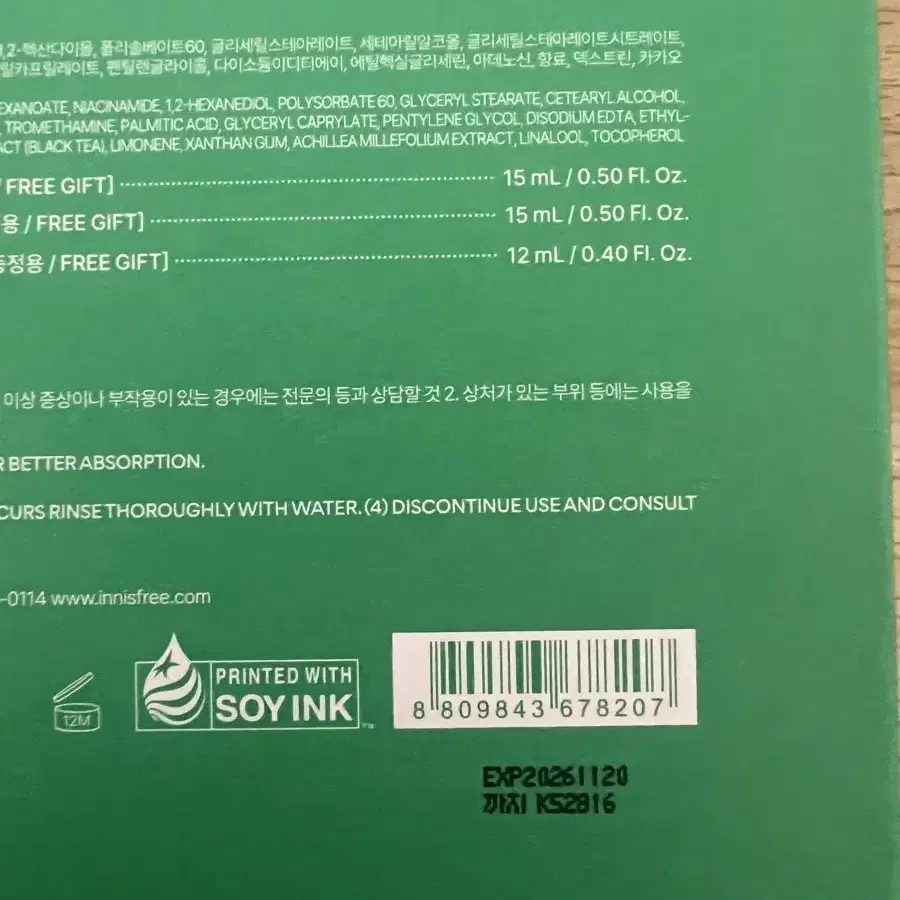 1,2-헥산다이올, 폴리솔베이트60, 글리세릴스테아레이트, 세테아릴알코올, 글리세릴스테아레이트시트레이트,
릴카프릴레이트, 펜틸렌글라이콜, 다이소듐이디티에이, 에틸헥실글리세린, 아데노신, 향료, 덱스트린, 카카오
EXANOATE, NIACINAMIDE, 1,2-HEXANEDIOL, POLYSORBATE 60, GLYCERYL STEARATE, CETEARYL ALCOHOL,
, TROMETHAMINE, PALMITIC ACID, GLYCERYL CAPRYLATE, PENTYLENE GLYCOL, DISODIUM EDTA, ETHYL-
ACT (BLACK TEA), LIMONENE, XANTHAN GUM, ACHILLEA MILLEFOLIUM EXTRACT, LINALOOL, TOCOPHEROL
/ FREE GIFT] 15 mL / 0.50 Fl. Oz.
용 / FREE GIFT] 15 mL / 0.50 Fl. Oz.
증정용 / FREE GIFT] 12 mL / 0.40 Fl. Oz.
이상 증상이나 부작용이 있는 경우에는 전문의 등과 상담할 것 2. 상처가 있는 부위 등에는 사용을
R BETTER ABSORPTION.
CURS RINSE THOROUGHLY WITH WATER. (4) DISCONTINUE USE AND CONSULT
-0114 www.innisfree.com
12M
PRINTED WITH
SOY INK
TM
8 809843 678207
EXP20261120
까지 KS2816